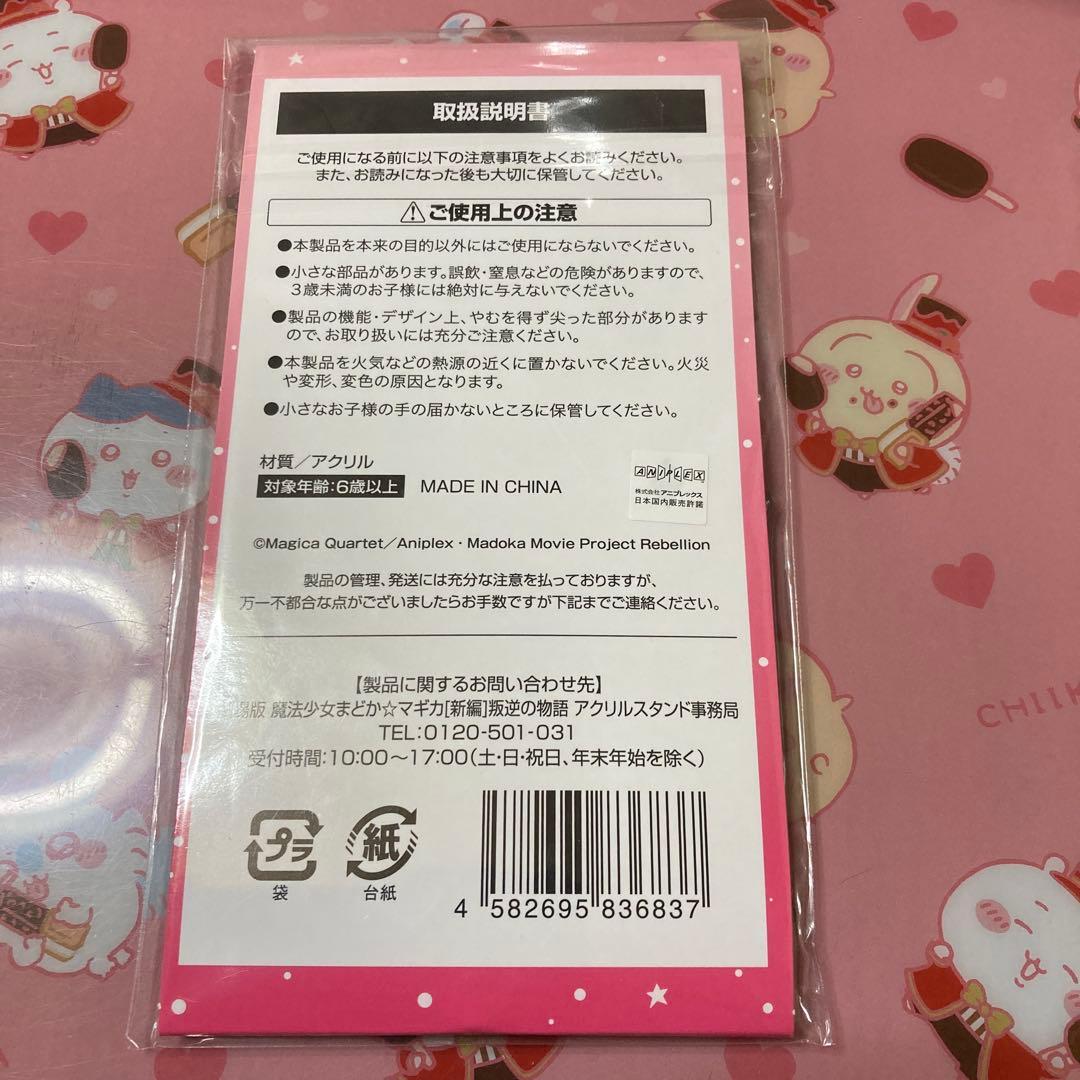 取扱説明書
ご使用になる前に以下の注意事項をよくお読みください。
また、お読みになった後も大切に保管してください。
⚠ご使用上の注意
●本製品を本来の目的以外にはご使用にならないでください。
●小さな部品があります。誤飲・窒息などの危険がありますので、
3歳未満のお子様には絶対に与えないでください。
●製品の機能・デザイン上、やむを得ず尖った部分があります
ので、お取り扱いには充分ご注意ください。
●本製品を火気などの熱源の近くに置かないでください。火災
や変形、変色の原因となります。
●小さなお子様の手の届かないところに保管してください。
材質／アクリル
対象年齢:6歳以上 MADE IN CHINA
ANIPLEX
株式会社アニプレックス
日本国内販売許諾
©Magica Quartet／Aniplex・Madoka Movie Project Rebellion
製品の管理、発送には充分な注意を払っておりますが、
万一不都合な点がございましたらお手数ですが下記までご連絡ください。
【製品に関するお問い合わせ先】
場版 魔法少女まどか☆マギカ[新編]叛逆の物語 アクリルスタンド事務局
TEL:0120-501-031
受付時間:10:00～17:00(土・日・祝日、年末年始を除く)
プラ
袋
紙
台紙
4 582695 836837
CHIIK